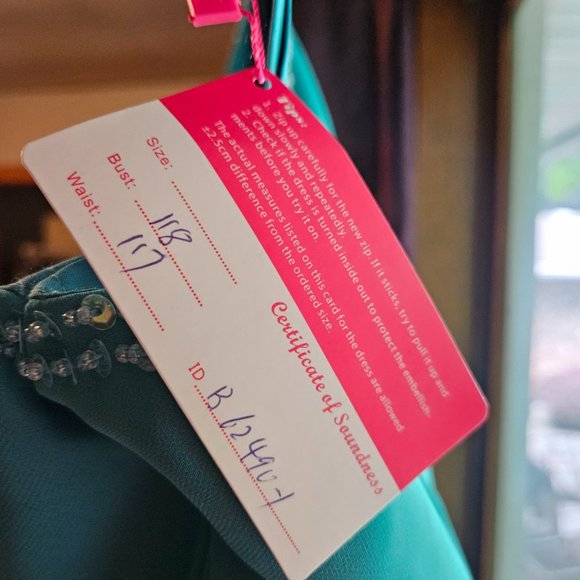 Tips:
1. Zip up carefully for the new zip. If it sticks, try to pull it up and
down slowly and repeatedly.
2. Check if the dress is turned inside out to protect the embellish-
ments before you try it on.
The actual measures listed on this card for the dress are allowed
±2.5cm difference from the ordered size.
Certificate of Soundness
Size:
Bust: 118
Waist: 117
ID R62490-1